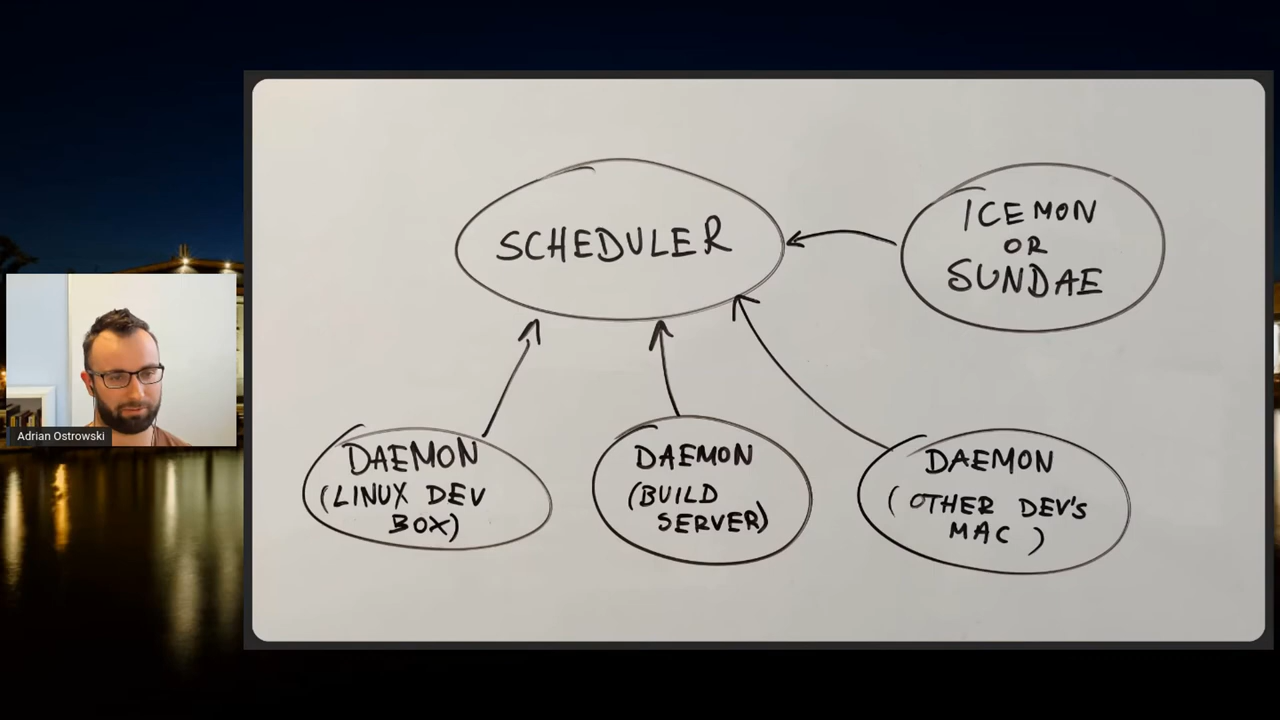 SCHEDULER
ICEMON
OR
SUNDAE
DAEMON
(LINUX DEV
BOX)
DAEMON
(BUILD
SERVER)
DAEMON
(OTHER DEV'S
MAC)
Adrian Ostrowski